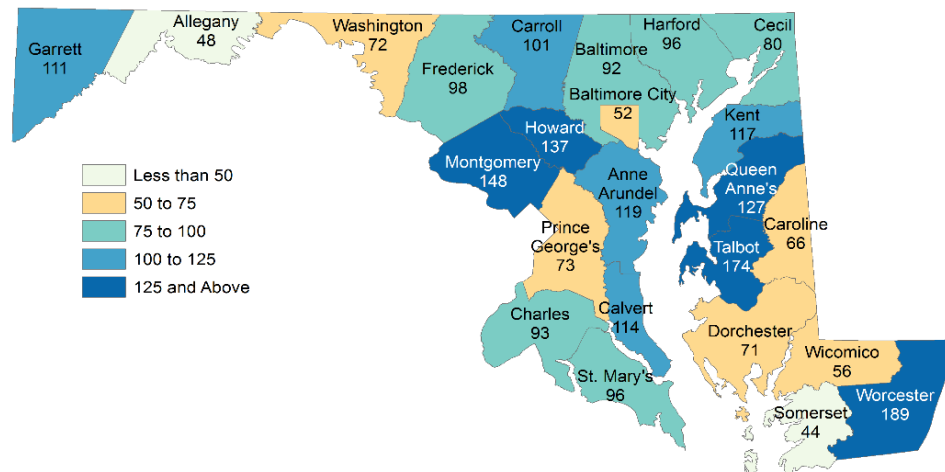 Garrett
111
Allegany
48
Washington
72
Frederick
98
Carroll
101
Baltimore
92
Harford
96
Cecil
80
Baltimore City
52
Howard
137
Montgomery
148
Kent
117
Queen
Anne's
127
Anne
Arundel
119
Caroline
66
Talbot
174
Prince
George's
73
Calvert
114
Charles
93
St. Mary's
96
Dorchester
71
Wicomico
56
Somerset
44
Worcester
189
Less than 50
50 to 75
75 to 100
100 to 125
125 and Above